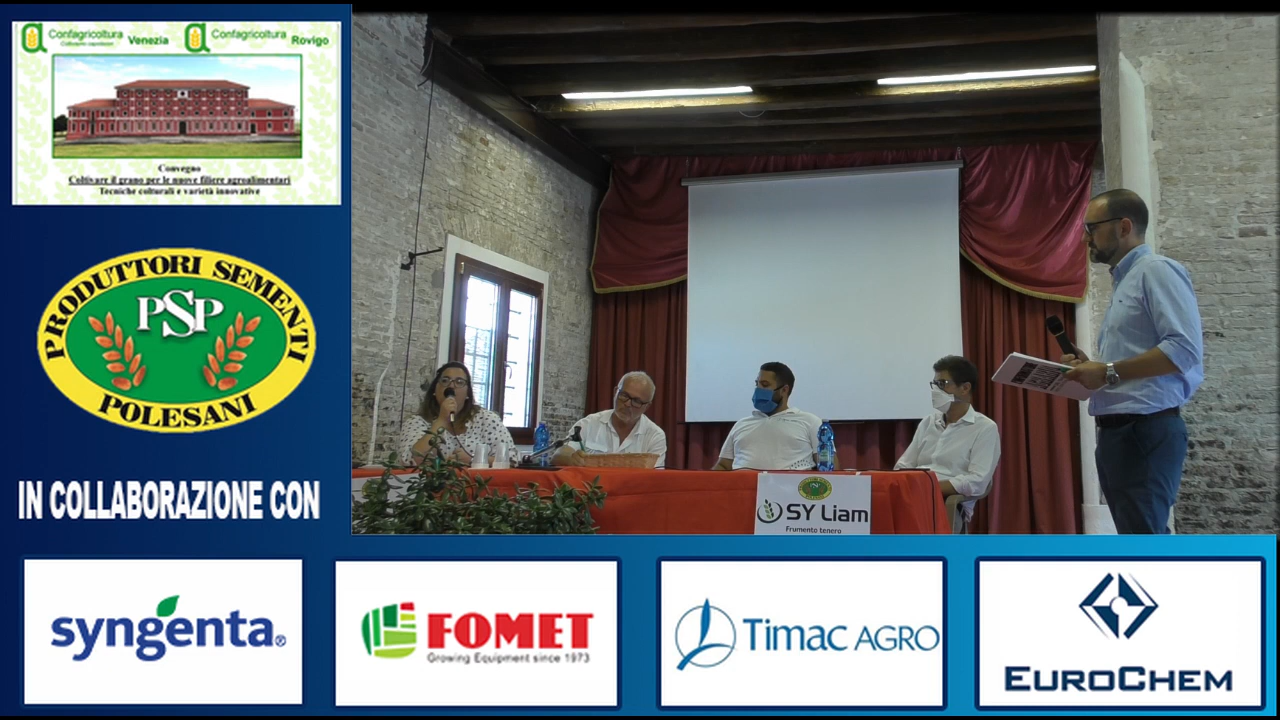 Confagricoltura
Venezia
Confagricoltura
Rovigo
Convegno
Coltivare il grano per le nuove filiere agroalimentari
Tecniche colturali e varietà innovative
PRODUTTORI SEMENTI
PSP
POLESANI
IN COLLABORAZIONE CON
SY Liam
Frumento tenero
syngenta®
FOMET
Growing Equipment since 1973
Timac AGRO
EUROCHEM